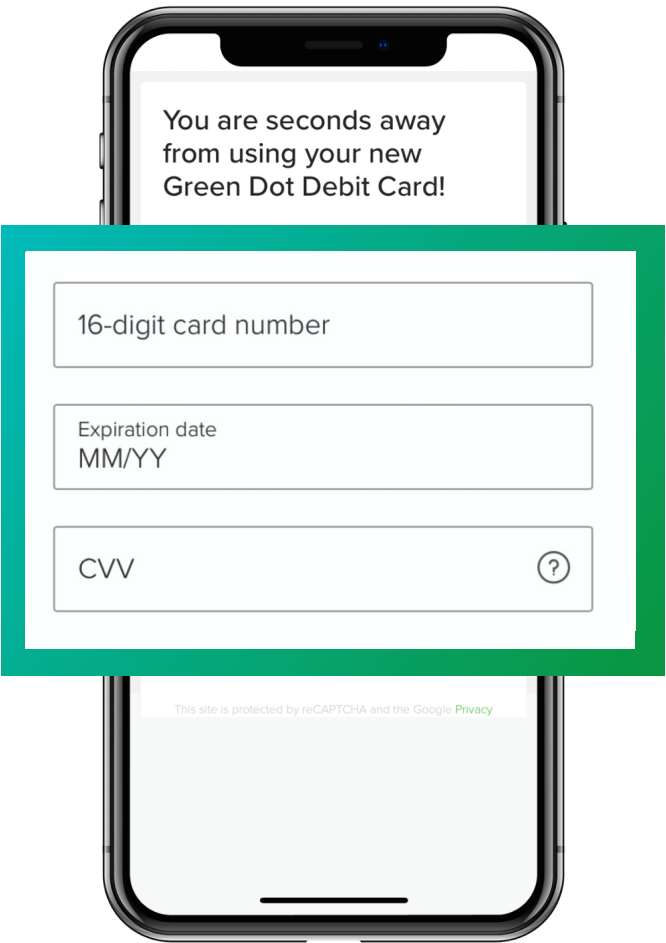 You are seconds away
from using your new
Green Dot Debit Card!
16-digit card number
Expiration date
MM/YY
CVV
?
This site is protected by reCAPTCHA and the Google Privacy